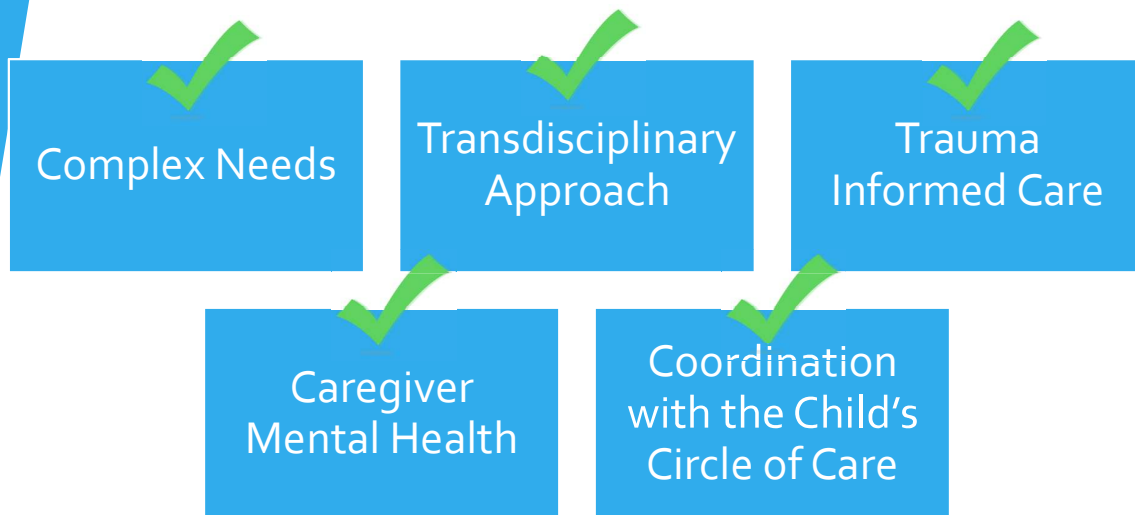 Complex Needs
Transdisciplinary
Approach
Trauma
Informed Care
Caregiver
Mental Health
Coordination
with the Child’s
Circle of Care